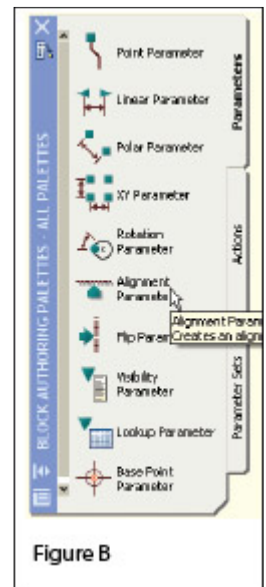 Point Parameter
Linear Parameter
Polar Parameter
XY Parameter
Rotation
Parameter
Alignment
Parameter
Flip Param
Alignment Param
Creates an align
Visibility
Parameter
Lookup Parameter
Base Point
Parameter
Parameters
Actions
Parameter Sets
BLOCK AUTHORING PALETTES - ALL PALETTES
Figure B